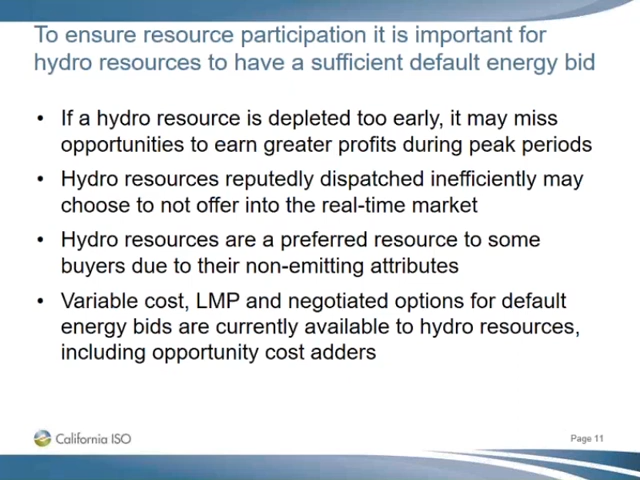 To ensure resource participation it is important for
hydro resources to have a sufficient default energy bid
• If a hydro resource is depleted too early, it may miss
opportunities to earn greater profits during peak periods
• Hydro resources reputedly dispatched inefficiently may
choose to not offer into the real-time market
• Hydro resources are a preferred resource to some
buyers due to their non-emitting attributes
• Variable cost, LMP and negotiated options for default
energy bids are currently available to hydro resources,
including opportunity cost adders
California ISO
Page 11